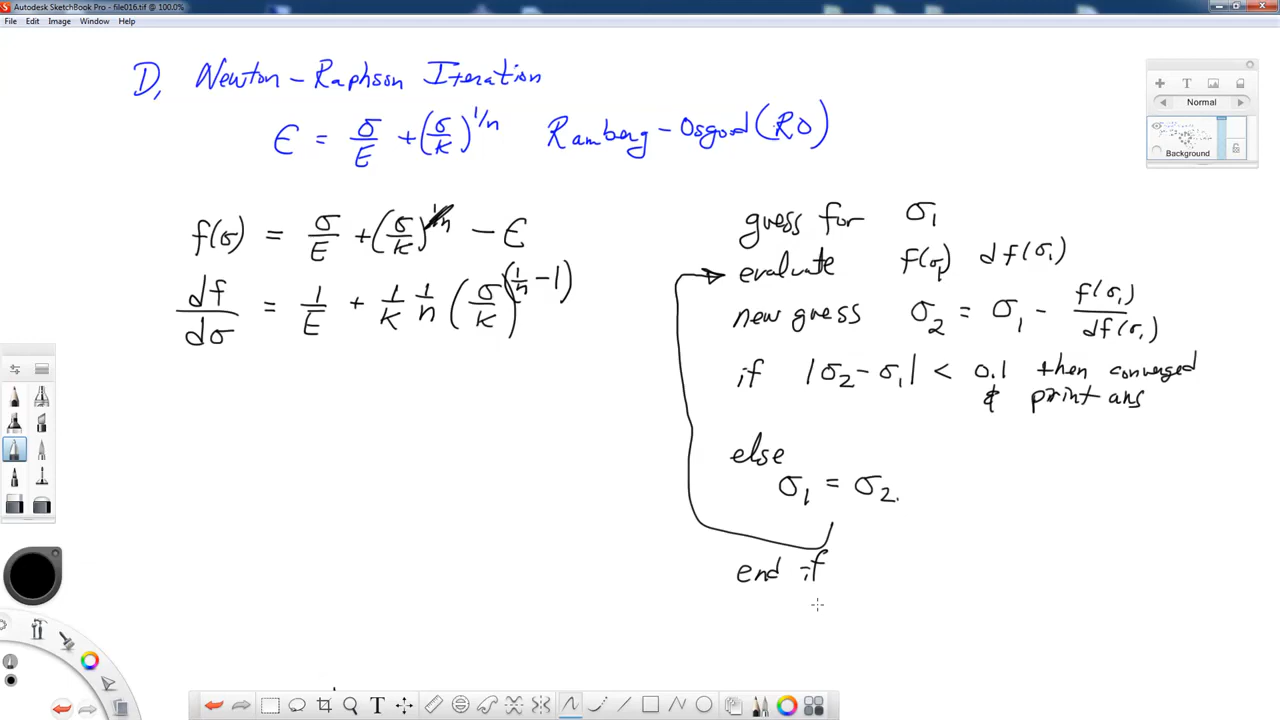 Autodesk SketchBook Pro - file016.tif * 175.0%
File Edit Image Window Help
D, Newton - Raphson Iteration
ϵ = σ/E + (σ/K)^1/n Ramberg - Osgood (RO)
f(σ) = σ/E + (σ/K)^1/n - ϵ
df/dσ = 1/E + 1/K 1/n (σ/K)^(1/n - 1)
guess for σ1
evaluate f(σ1) df(σ1)
new guess σ2 = σ1 - f(σ1)/df(σ1)
if |σ2 - σ1| < 0.1 then converged
& print ans
else
σ1 = σ2.
end if
Normal
Background
T
T